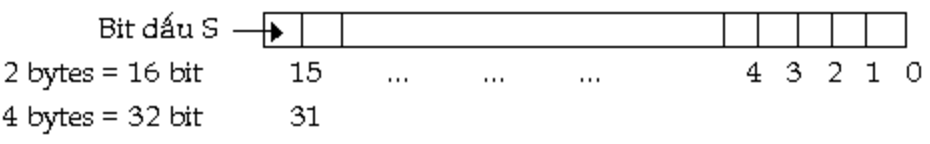 Bit dấu S
2 bytes = 16 bit 15 ... ... ... 4 3 2 1 0
4 bytes = 32 bit 31